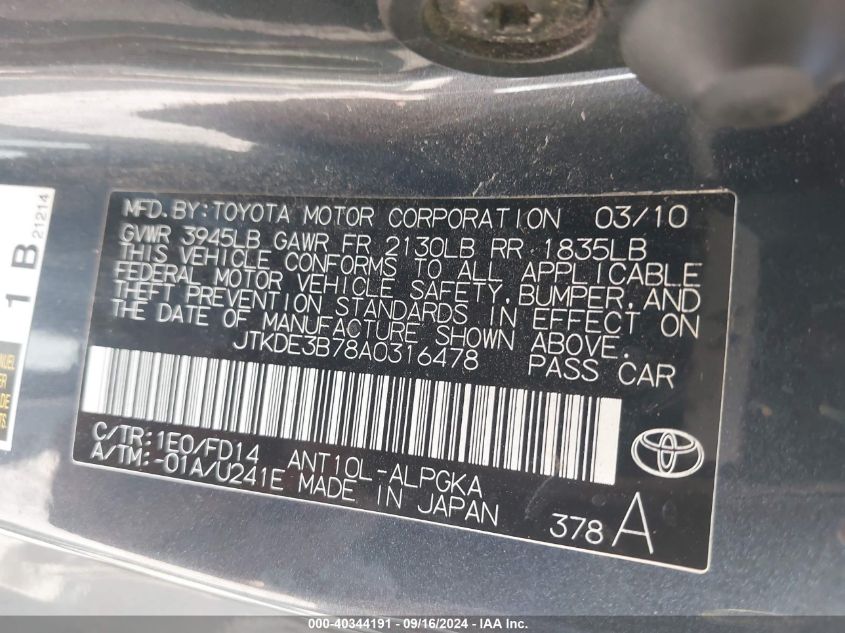 MFD. BY: TOYOTA MOTOR CORPORATION 03/10
GVWR 3945LB GAWR FR 2130LB RR 1835LB
THIS VEHICLE CONFORMS TO ALL APPLICABLE
FEDERAL MOTOR VEHICLE SAFETY, BUMPER, AND
THEFT PREVENTION STANDARDS IN EFFECT ON
THE DATE OF MANUFACTURE SHOWN ABOVE.
JTKDE3B78A0316478 PASS CAR
C/TR: 1E0/FD14 ANT10L-ALPGKA
A/TM: -01A/U241E MADE IN JAPAN
378 A
1 B
21214
000-40344191 - 09/16/2024 - IAA Inc.